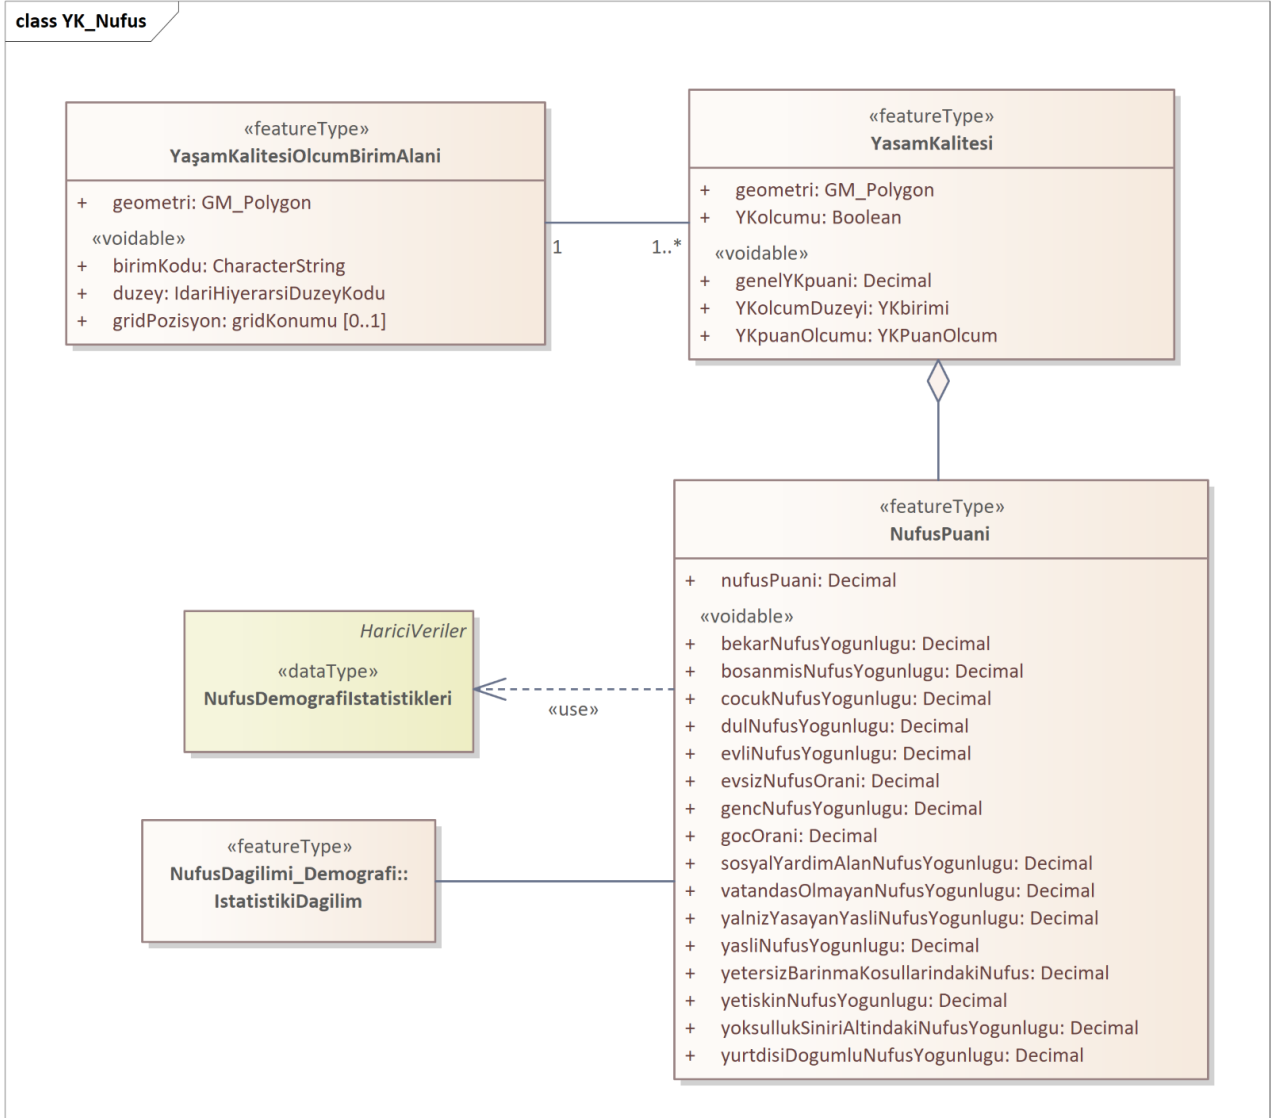 class YK_Nufus
«featureType»
YaşamKalitesiOlcumBirimAlani
+ geometri: GM_Polygon
«voidable»
+ birimKodu: CharacterString
+ duzey: IdariHiyerarsiDuzeyKodu
+ gridPozisyon: gridKonumu [0..1]
1
1..*
«featureType»
YasamKalitesi
+ geometri: GM_Polygon
+ YKolcumu: Boolean
«voidable»
+ genelYKpuani: Decimal
+ YKolcumDuzeyi: YKbirimi
+ YKpuanOlcumu: YKPuanOlcum
«featureType»
NufusPuani
+ nufusPuani: Decimal
«voidable»
+ bekarNufusYogunlugu: Decimal
+ bosanmisNufusYogunlugu: Decimal
+ cocukNufusYogunlugu: Decimal
+ dulNufusYogunlugu: Decimal
+ evliNufusYogunlugu: Decimal
+ evsizNufusOrani: Decimal
+ gencNufusYogunlugu: Decimal
+ gocOrani: Decimal
+ sosyalYardimAlanNufusYogunlugu: Decimal
+ vatandasOlmayanNufusYogunlugu: Decimal
+ yalnizYasayanYasliNufusYogunlugu: Decimal
+ yasliNufusYogunlugu: Decimal
+ yetersizBarinmaKosullarindakiNufus: Decimal
+ yetiskinNufusYogunlugu: Decimal
+ yoksullukSiniriAltindakiNufusYogunlugu: Decimal
+ yurtdisiDogumluNufusYogunlugu: Decimal
HariciVeriler
«dataType»
NufusDemografiIstatistikleri
«use»
«featureType»
NufusDagilimi_Demografi::
IstatistikiDagilim